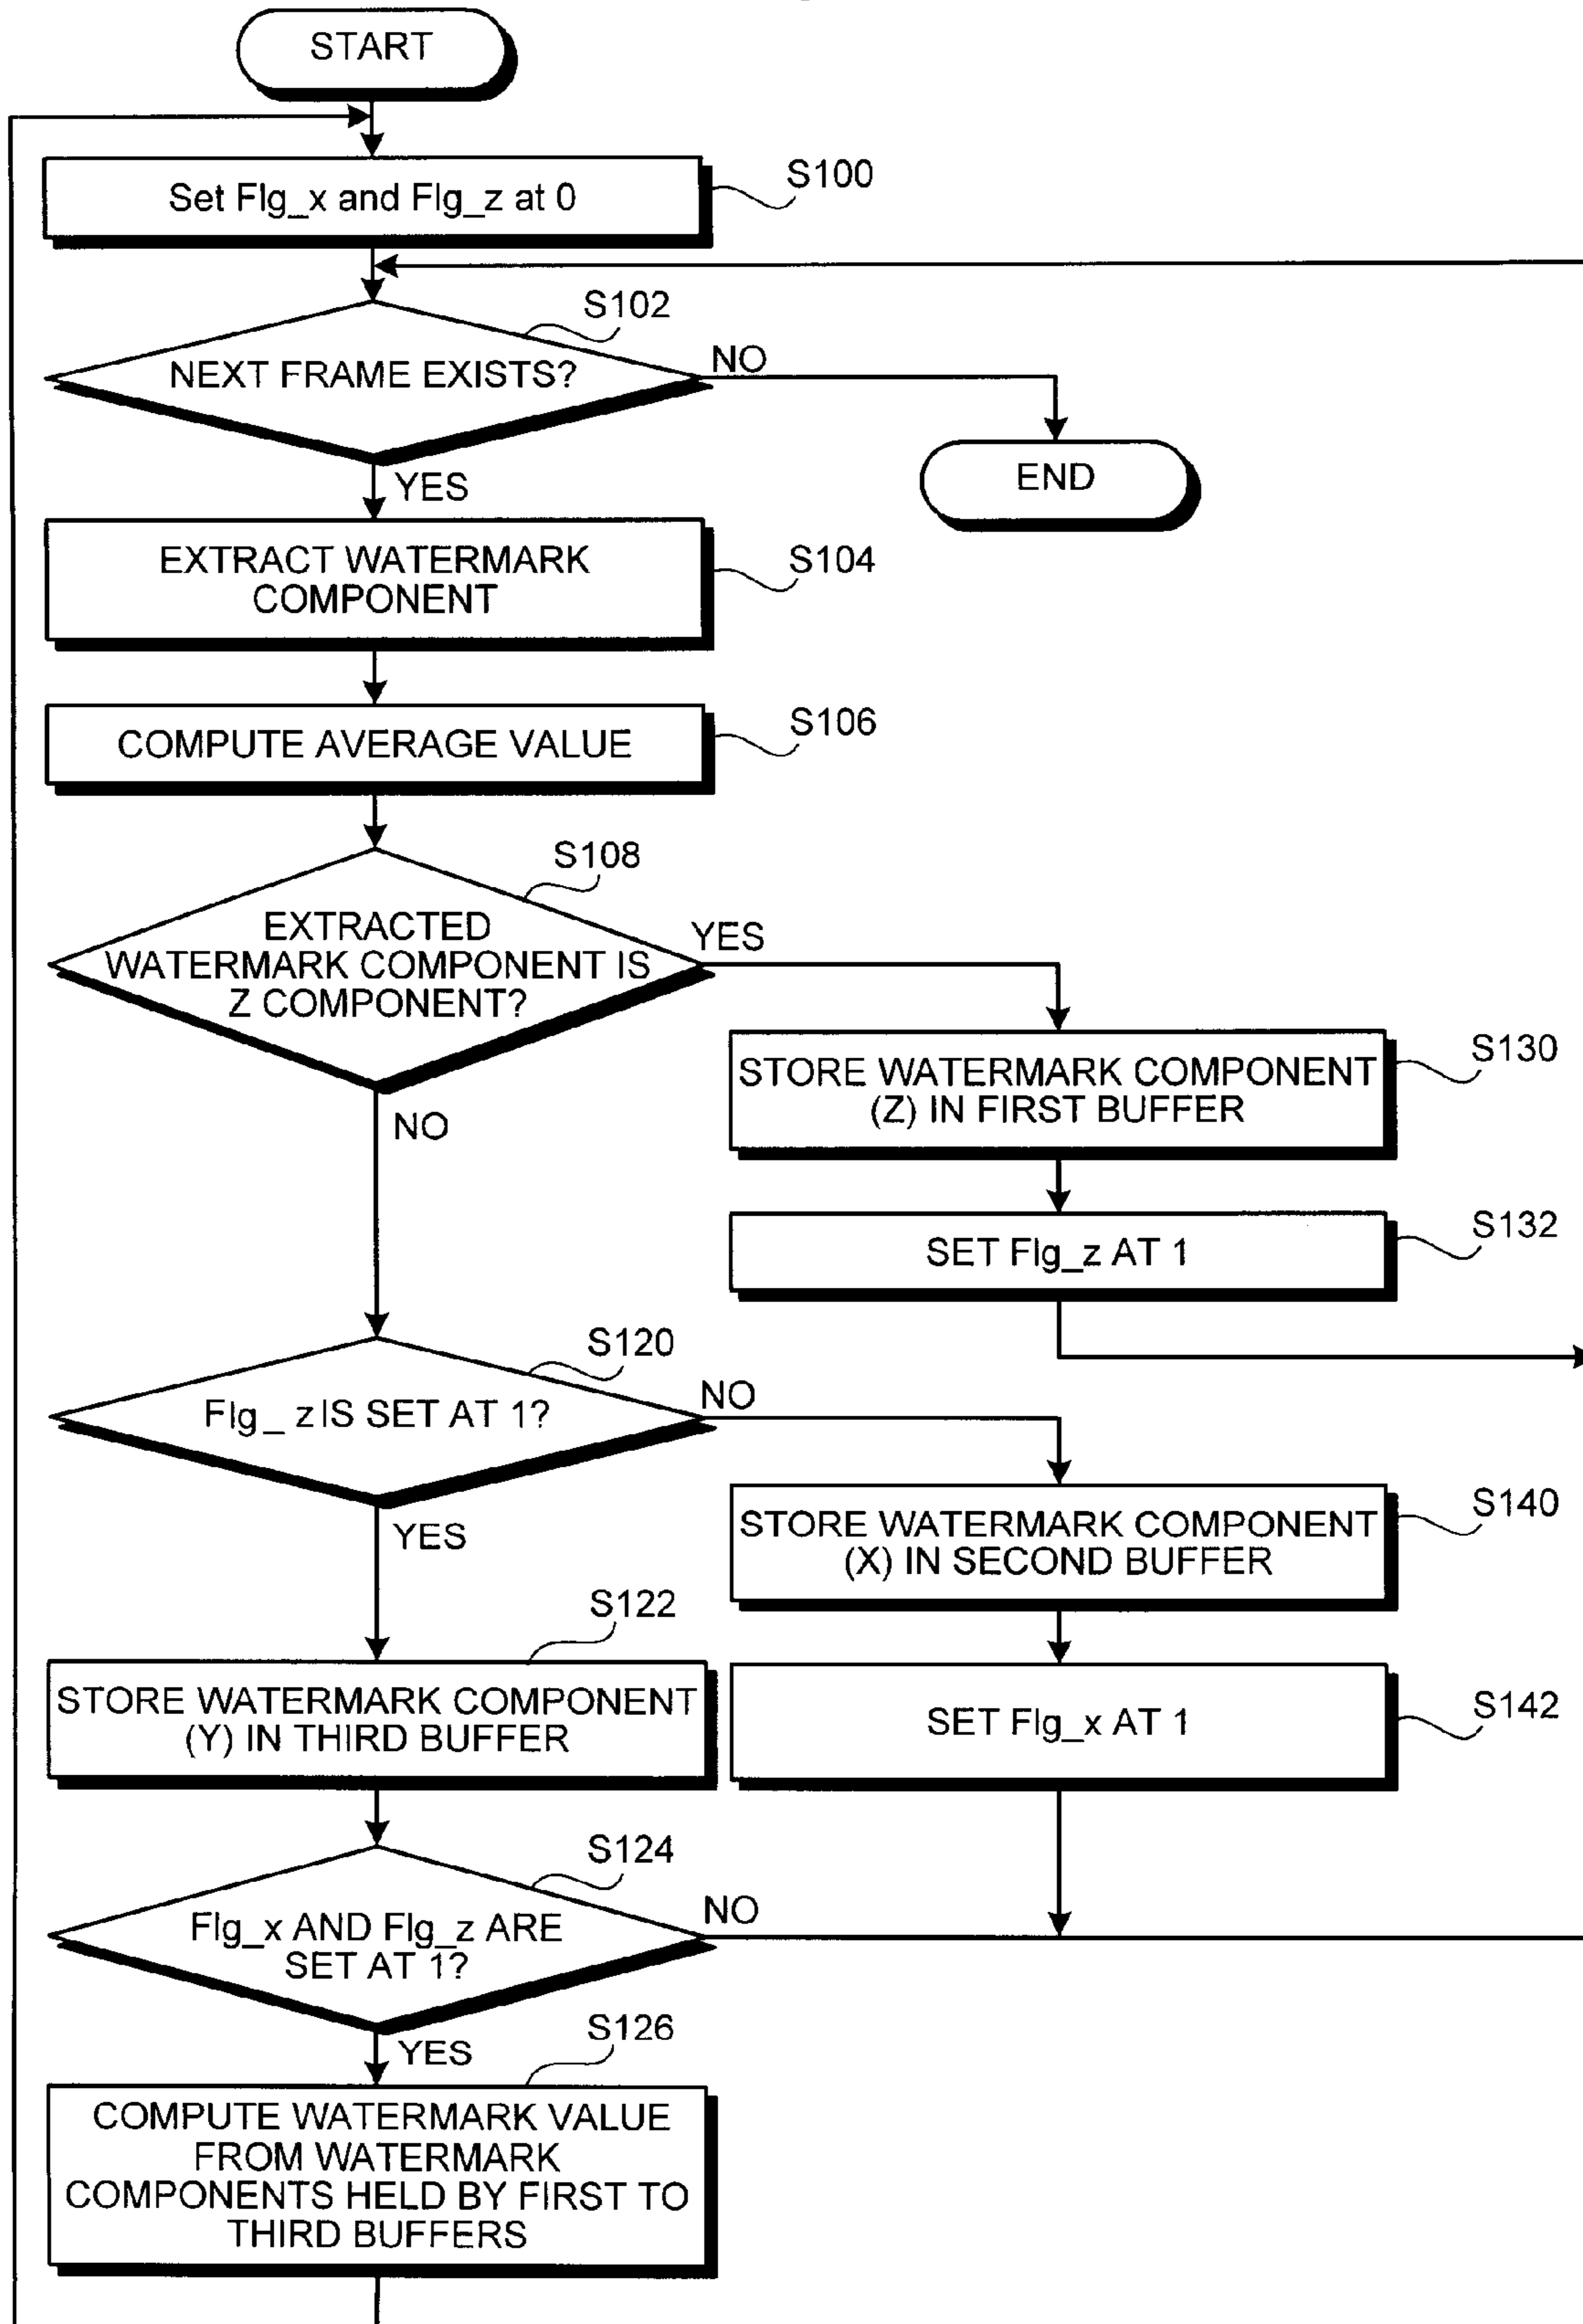 START
Set Flg_x and Flg_z at 0
S100
S102
NEXT FRAME EXISTS?
NO
END
YES
EXTRACT WATERMARK
COMPONENT
S104
COMPUTE AVERAGE VALUE
S106
S108
EXTRACTED
WATERMARK COMPONENT IS
Z COMPONENT?
YES
NO
STORE WATERMARK COMPONENT
(Z) IN FIRST BUFFER
S130
SET Flg_z AT 1
S132
S120
Flg_ z IS SET AT 1?
NO
YES
STORE WATERMARK COMPONENT
(X) IN SECOND BUFFER
S140
S122
STORE WATERMARK COMPONENT
(Y) IN THIRD BUFFER
SET Flg_x AT 1
S142
S124
Flg_x AND Flg_z ARE
SET AT 1?
NO
YES
S126
COMPUTE WATERMARK VALUE
FROM WATERMARK
COMPONENTS HELD BY FIRST TO
THIRD BUFFERS